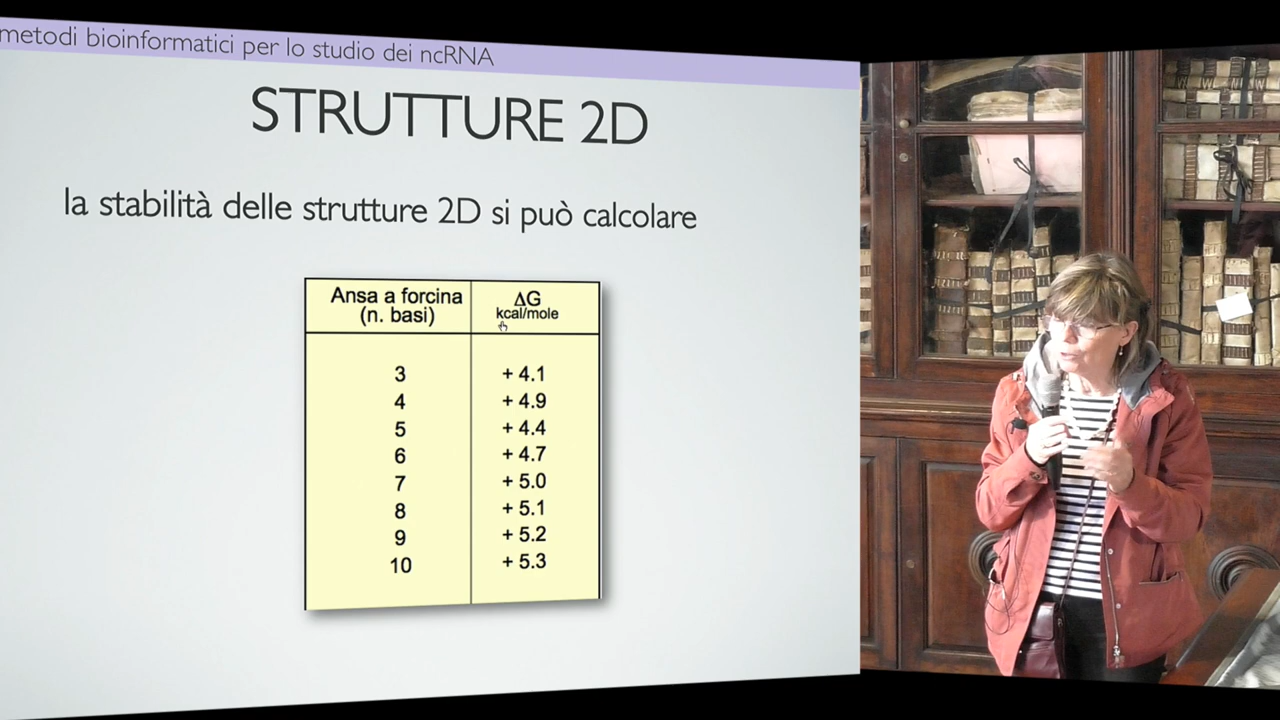 metodi bioinformatici per lo studio dei ncRNA
STRUTTURE 2D
la stabilità delle strutture 2D si può calcolare
Ansa a forcina ΔG
(n. basi) kcal/mole
3 + 4.1
4 + 4.9
5 + 4.4
6 + 4.7
7 + 5.0
8 + 5.1
9 + 5.2
10 + 5.3